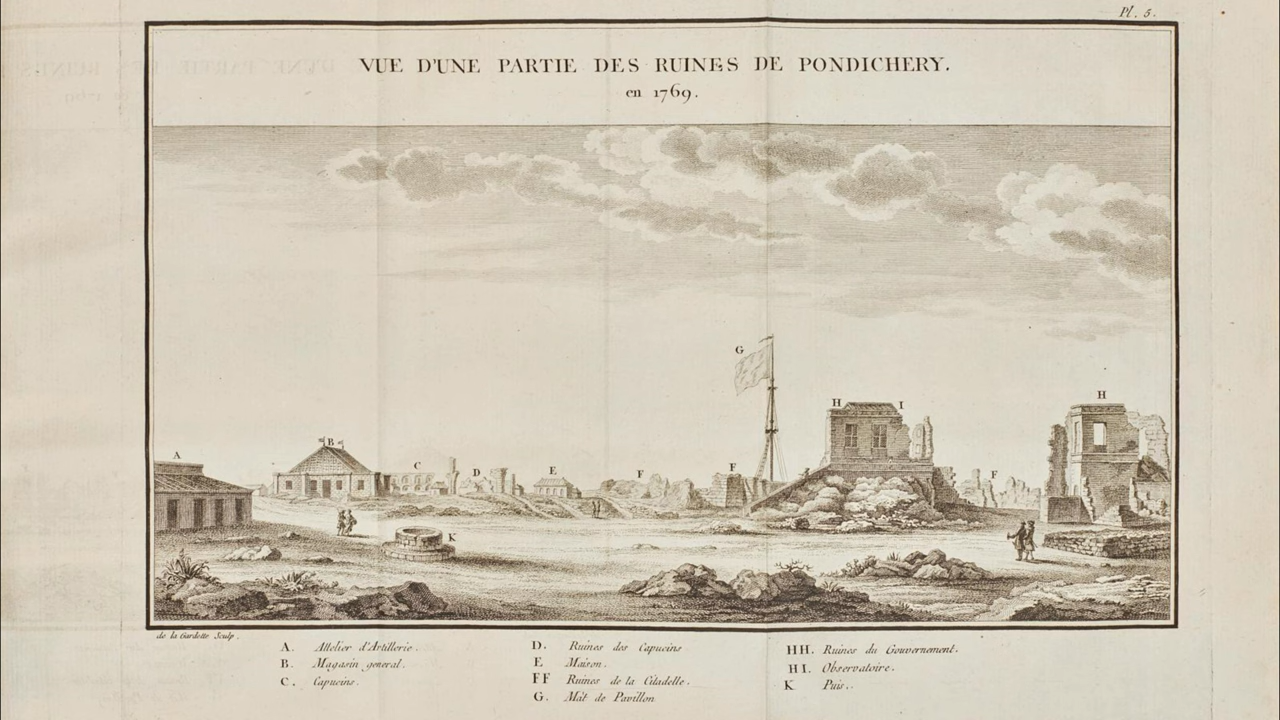 Pl. 5.
VUE D'UNE PARTIE DES RUINES DE PONDICHERY.
en 1769.
G
H I H
A B C D E F F F
K
de la Gardette Sculp.
A. Attelier d'Artillerie.
B. Magasin general.
C. Capucins.
D. Ruines des Capucins
E Maison.
FF Ruines de la Citadelle.
G. Mât de Pavillon
HH. Ruines du Gouvernement.
HI. Observatoire.
K Puis.